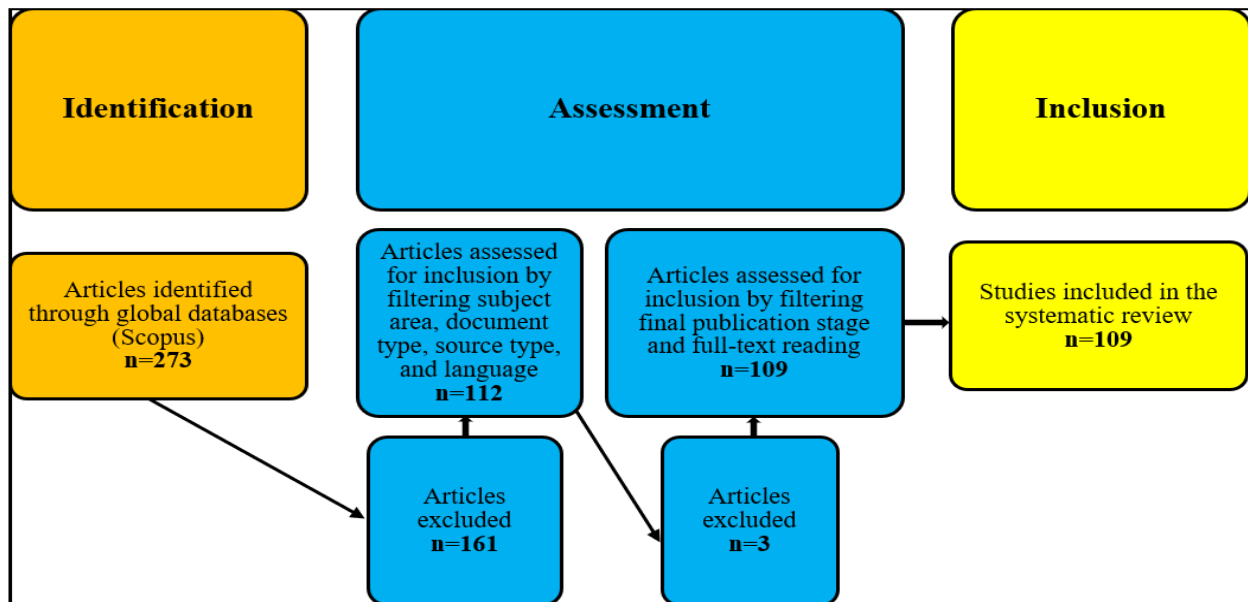 Identification
Assessment
Inclusion
Articles identified
through global databases
(Scopus)
n=273
Articles assessed
for inclusion by
filtering subject
area, document
type, source type,
and language
n=112
Articles assessed for
inclusion by filtering
final publication stage
and full-text reading
n=109
Studies included in the
systematic review
n=109
Articles
excluded
n=161
Articles
excluded
n=3